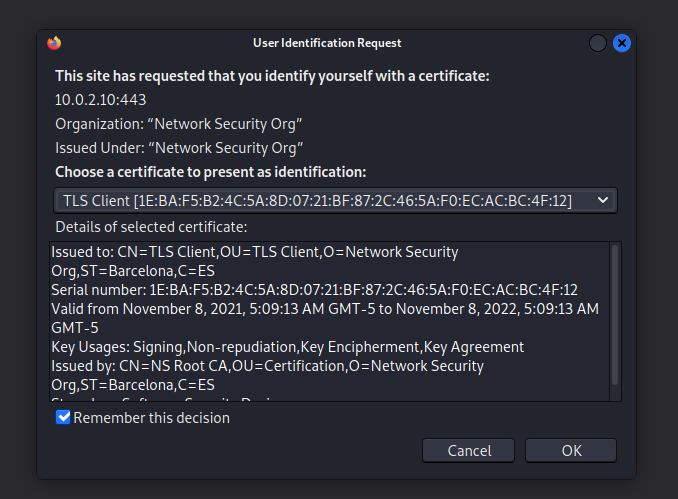 User Identification Request
This site has requested that you identify yourself with a certificate:
10.0.2.10:443
Organization: “Network Security Org”
Issued Under: “Network Security Org”
Choose a certificate to present as identification:
TLS Client [1E:BA:F5:B2:4C:5A:8D:07:21:BF:87:2C:46:5A:F0:EC:AC:BC:4F:12]
Details of selected certificate:
Issued to: CN=TLS Client,OU=TLS Client,O=Network Security
Org,ST=Barcelona,C=ES
Serial number: 1E:BA:F5:B2:4C:5A:8D:07:21:BF:87:2C:46:5A:F0:EC:AC:BC:4F:12
Valid from November 8, 2021, 5:09:13 AM GMT-5 to November 8, 2022, 5:09:13 AM
GMT-5
Key Usages: Signing,Non-repudiation,Key Encipherment,Key Agreement
Issued by: CN=NS Root CA,OU=Certification,O=Network Security
Org,ST=Barcelona,C=ES
Remember this decision
Cancel
OK